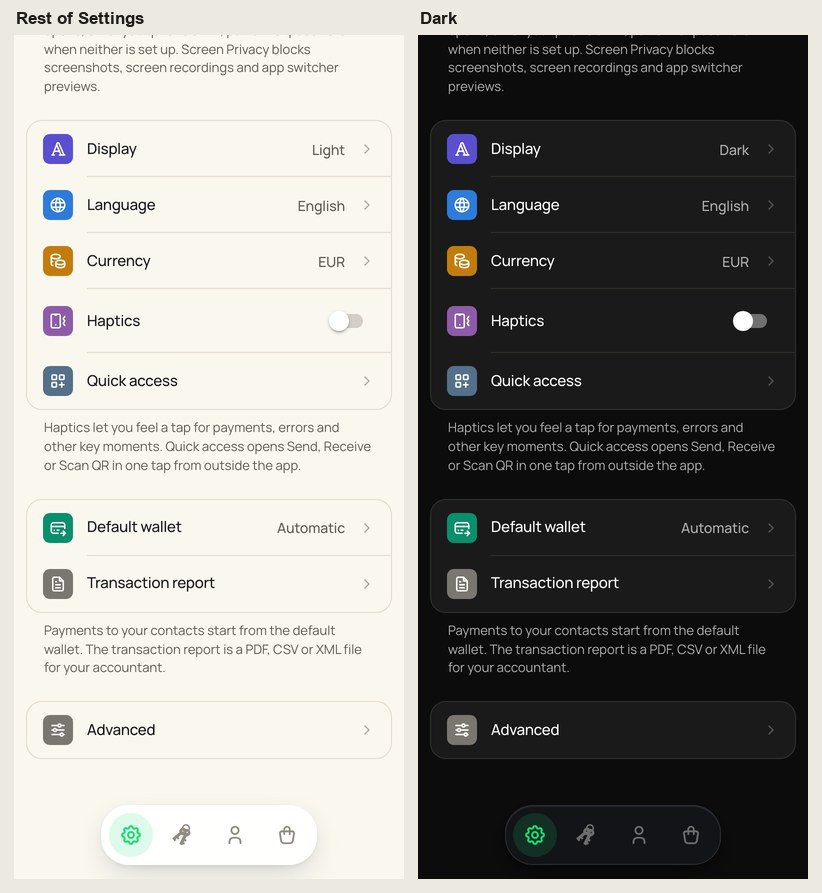 Rest of Settings
when neither is set up. Screen Privacy blocks
screenshots, screen recordings and app switcher
previews.
Display Light
Language English
Currency EUR
Haptics
Quick access
Haptics let you feel a tap for payments, errors and
other key moments. Quick access opens Send, Receive
or Scan QR in one tap from outside the app.
Default wallet Automatic
Transaction report
Payments to your contacts start from the default
wallet. The transaction report is a PDF, CSV or XML file
for your accountant.
Advanced
Dark
when neither is set up. Screen Privacy blocks
screenshots, screen recordings and app switcher
previews.
Display Dark
Language English
Currency EUR
Haptics
Quick access
Haptics let you feel a tap for payments, errors and
other key moments. Quick access opens Send, Receive
or Scan QR in one tap from outside the app.
Default wallet Automatic
Transaction report
Payments to your contacts start from the default
wallet. The transaction report is a PDF, CSV or XML file
for your accountant.
Advanced